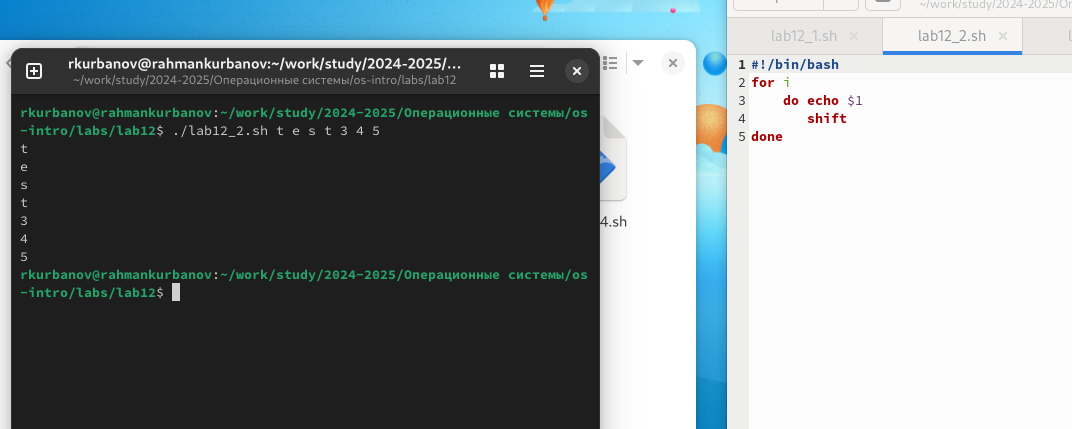 rkurbanov@rahmankurbanov:~/work/study/2024-2025/...
~/work/study/2024-2025/Операционные системы/os-intro/labs/lab12
rkurbanov@rahmankurbanov:~/work/study/2024-2025/Операционные системы/os
-intro/labs/lab12$ ./lab12_2.sh t e s t 3 4 5
t
e
s
t
3
4
5
rkurbanov@rahmankurbanov:~/work/study/2024-2025/Операционные системы/os
-intro/labs/lab12$
4.sh
~/work/study/2024-2025/О
lab12_1.sh
lab12_2.sh
1 #!/bin/bash
2 for i
3 do echo $1
4 shift
5 done